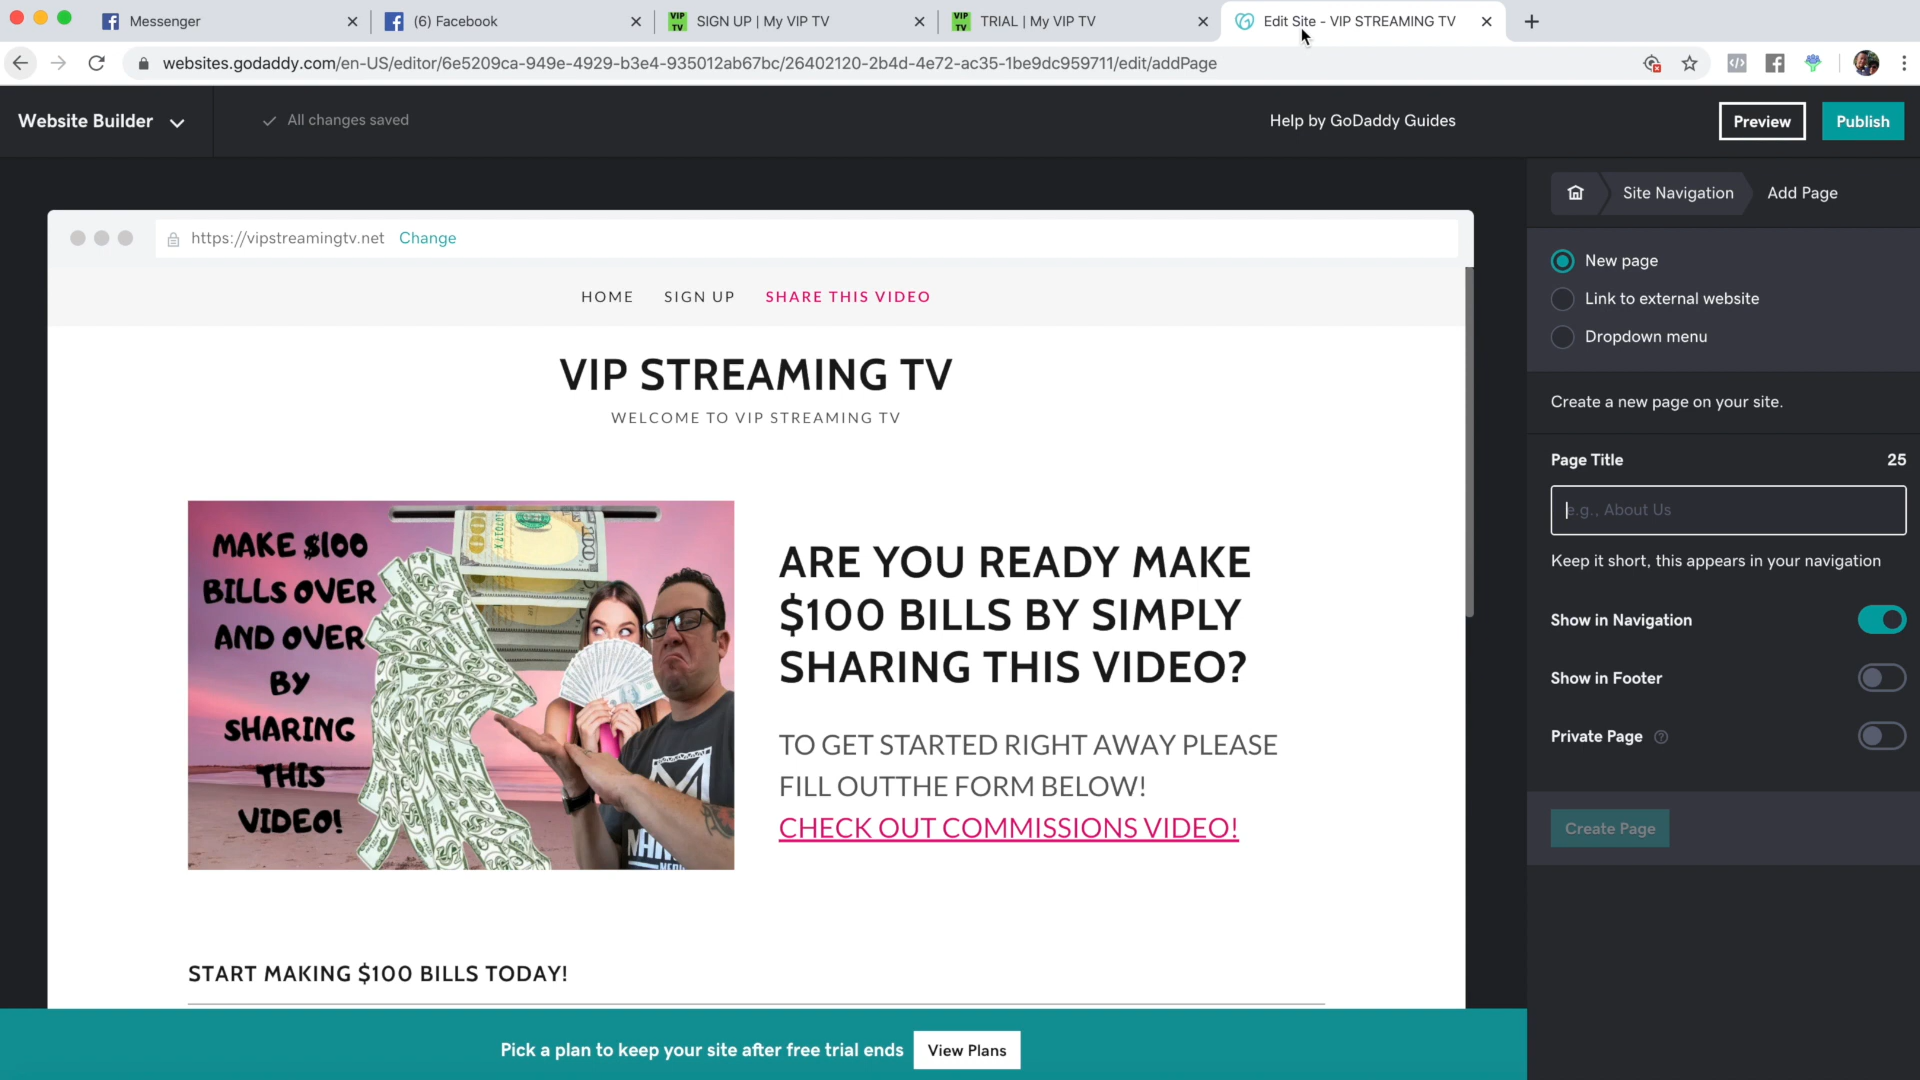 Messenger
(6) Facebook
VIP TV
SIGN UP | My VIP TV
VIP TV
TRIAL | My VIP TV
Edit Site - VIP STREAMING TV
websites.godaddy.com/en-US/editor/6e5209ca-949e-4929-b3e4-935012ab67bc/26402120-2b4d-4e72-ac35-1be9dc959711/edit/addPage
Website Builder
All changes saved
Help by GoDaddy Guides
Preview
Publish
Site Navigation
Add Page
https://vipstreamingtv.net Change
HOME
SIGN UP
SHARE THIS VIDEO
VIP STREAMING TV
WELCOME TO VIP STREAMING TV
MAKE $100
BILLS OVER
AND OVER
BY
SHARING
THIS
VIDEO!
ARE YOU READY MAKE
$100 BILLS BY SIMPLY
SHARING THIS VIDEO?
TO GET STARTED RIGHT AWAY PLEASE
FILL OUTTHE FORM BELOW!
CHECK OUT COMMISSIONS VIDEO!
START MAKING $100 BILLS TODAY!
Pick a plan to keep your site after free trial ends
View Plans
New page
Link to external website
Dropdown menu
Create a new page on your site.
Page Title
25
e.g., About Us
Keep it short, this appears in your navigation
Show in Navigation
Show in Footer
Private Page
Create Page